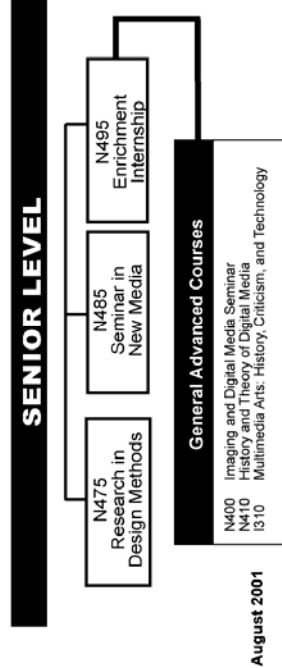 SENIOR LEVEL
N475
Research in
Design Methods
N485
Seminar in
New Media
N495
Enrichment
Internship
General Advanced Courses
N400 Imaging and Digital Media Seminar
N410 History and Theory of Digital Media
I310 Multimedia Arts: History, Criticism, and Technology
August 2001